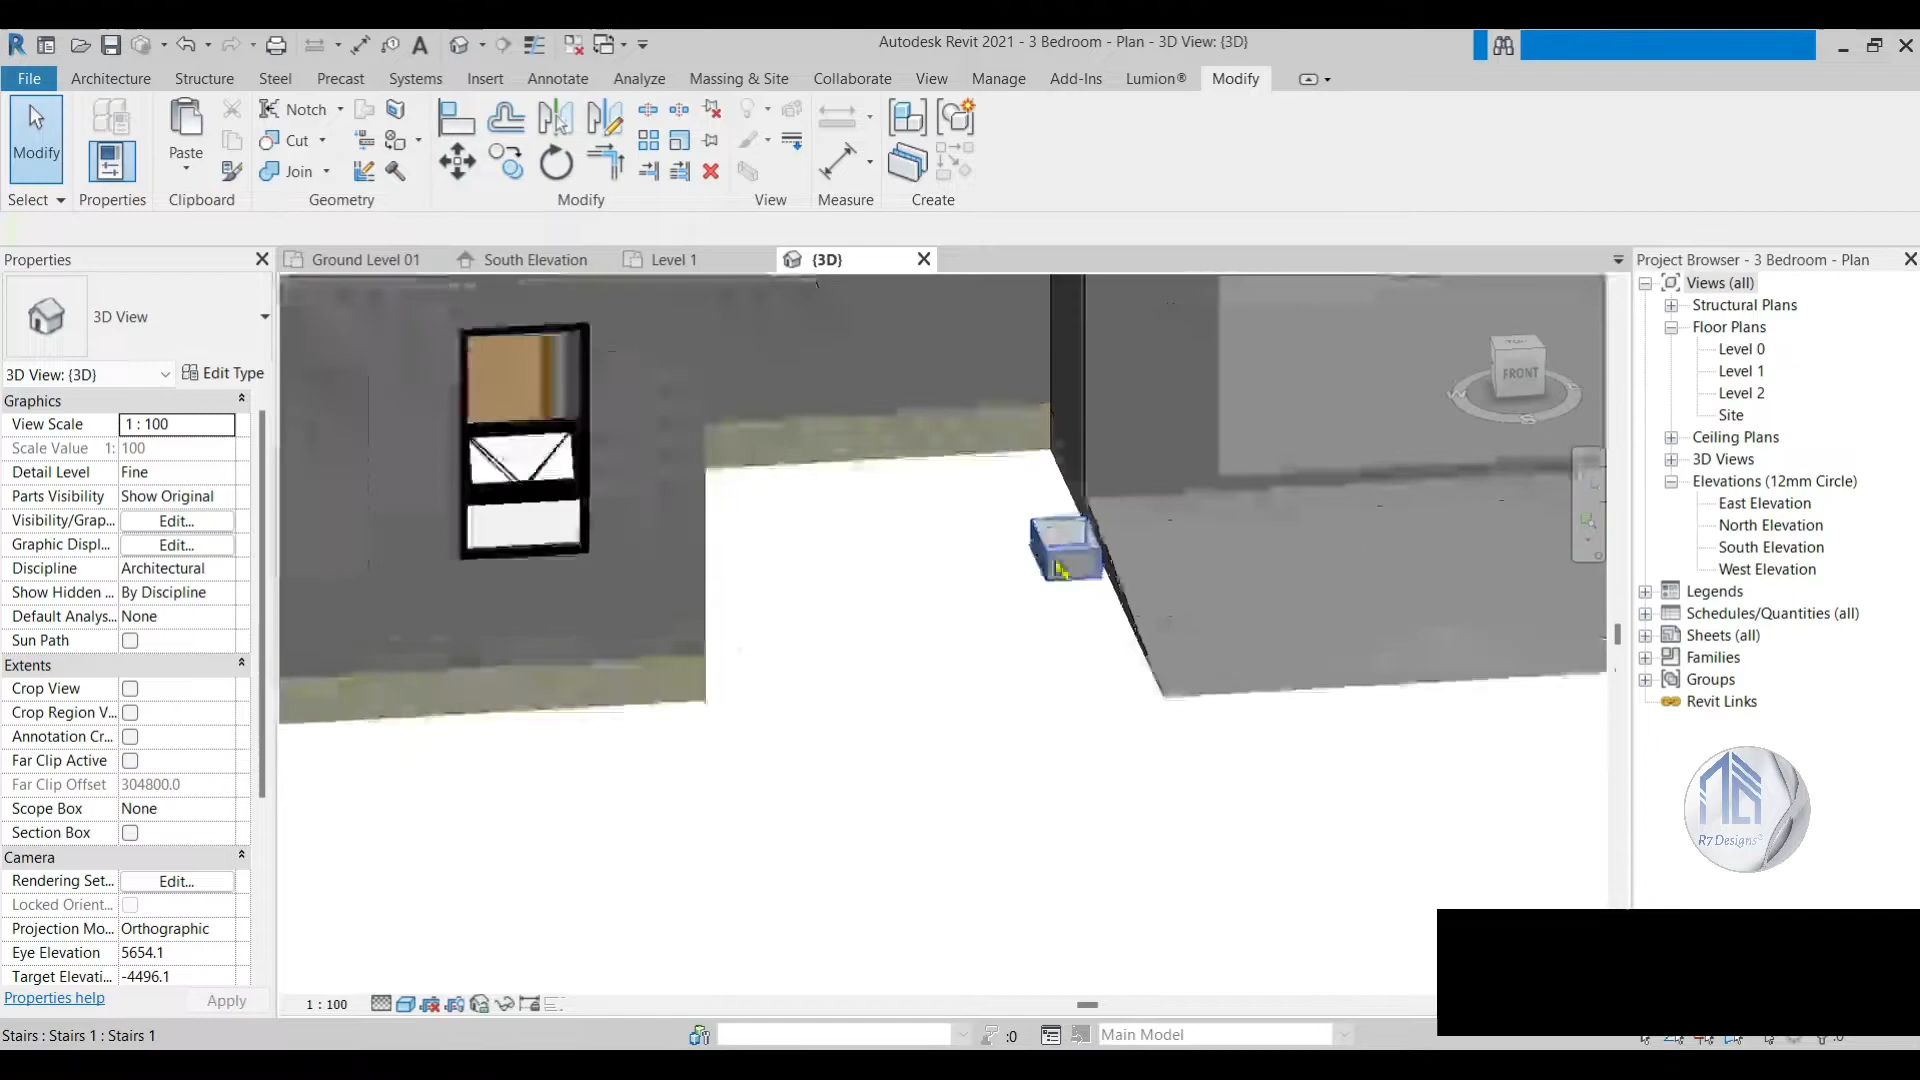 Autodesk Revit 2021 - 3 Bedroom - Plan - 3D View: {3D}
File Architecture Structure Steel Precast Systems Insert Annotate Analyze Massing & Site Collaborate View Manage Add-Ins Lumion® Modify
Modify Paste Notch Cut Join
Select Properties Clipboard Geometry Modify View Measure Create
Properties
Ground Level 01 South Elevation Level 1 {3D}
Project Browser - 3 Bedroom - Plan
3D View
3D View: {3D} Edit Type
Graphics
View Scale 1 : 100
Scale Value 1: 100
Detail Level Fine
Parts Visibility Show Original
Visibility/Grap... Edit...
Graphic Displ... Edit...
Discipline Architectural
Show Hidden ... By Discipline
Default Analys... None
Sun Path
Extents
Crop View
Crop Region V...
Annotation Cr...
Far Clip Active
Far Clip Offset 304800.0
Scope Box None
Section Box
Camera
Rendering Set... Edit...
Locked Orient...
Projection Mo... Orthographic
Eye Elevation 5654.1
Target Elevati... -4496.1
Properties help Apply
TOP
FRONT
W S
Views (all)
Structural Plans
Floor Plans
Level 0
Level 1
Level 2
Site
Ceiling Plans
3D Views
Elevations (12mm Circle)
East Elevation
North Elevation
South Elevation
West Elevation
Legends
Schedules/Quantities (all)
Sheets (all)
Families
Groups
Revit Links
R7 Designs
1 : 100
Stairs : Stairs 1 : Stairs 1
:0 Main Model